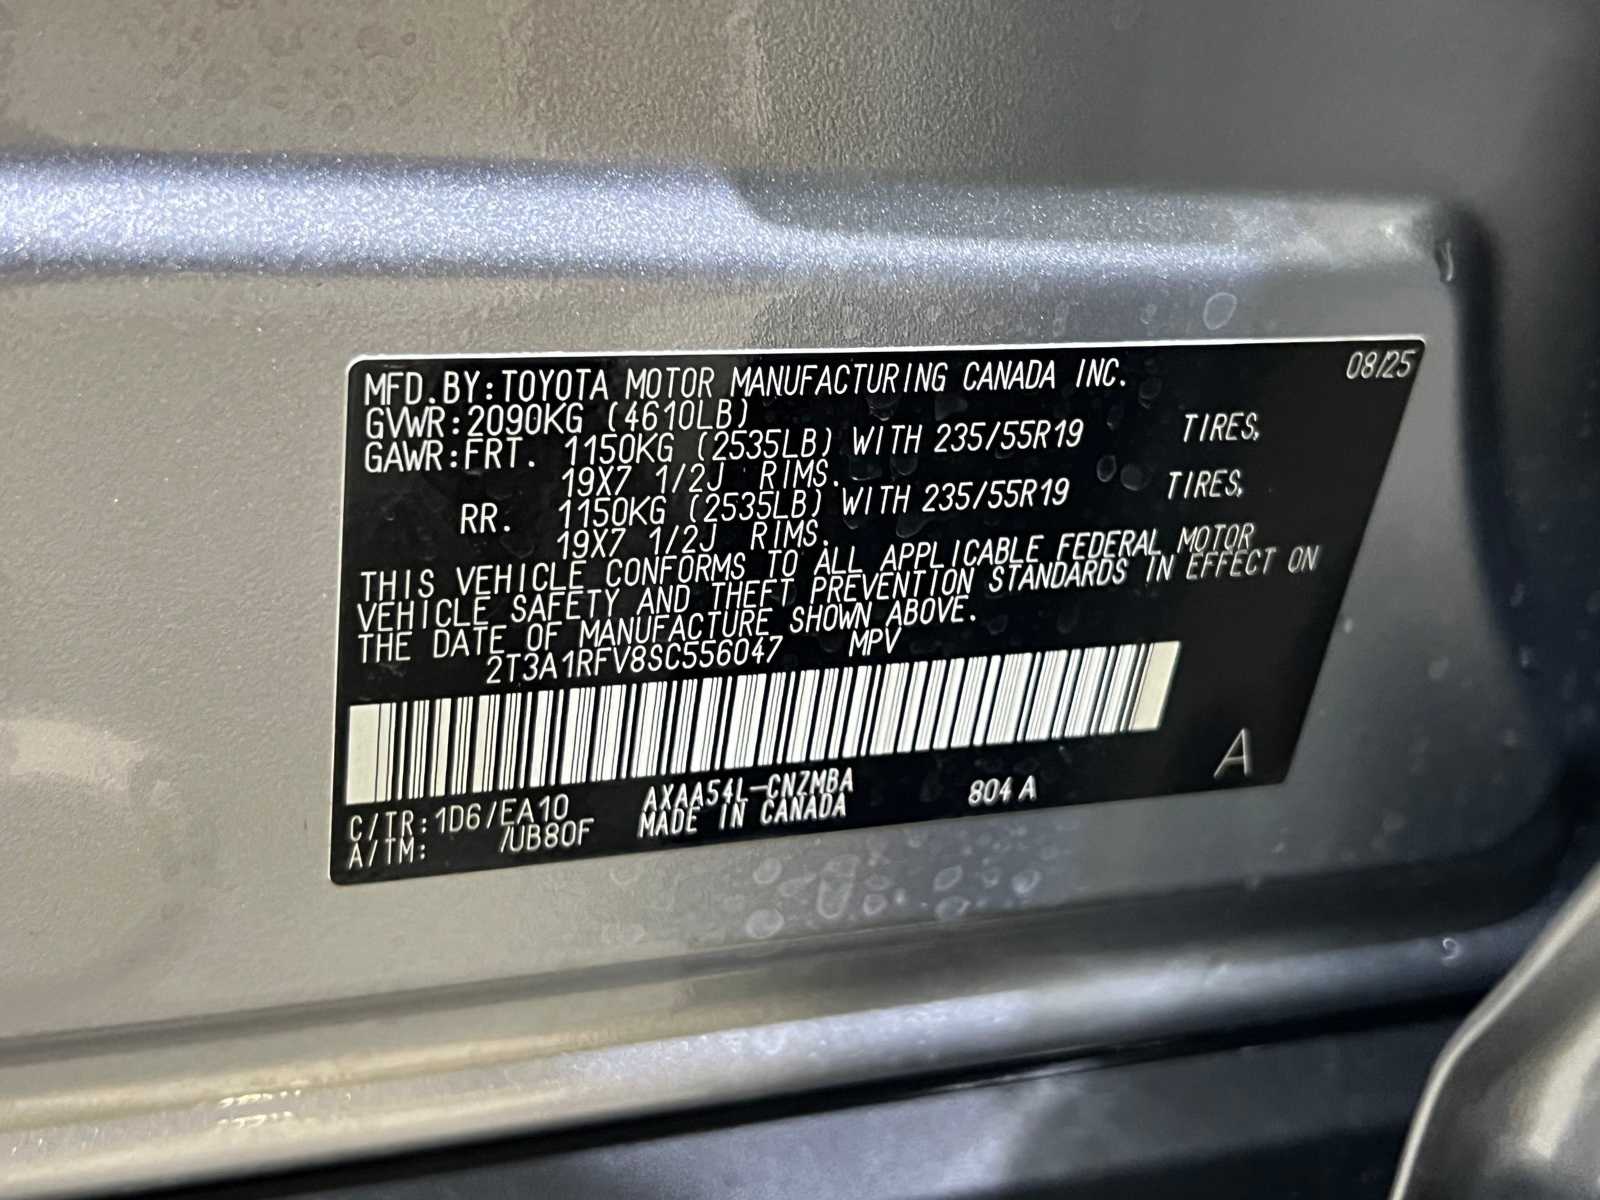 08/25
MFD.BY:TOYOTA MOTOR MANUFACTURING CANADA INC.
GVWR:2090KG (4610LB)
GAWR:FRT. 1150KG (2535LB) WITH 235/55R19 TIRES,
19X7 1/2J RIMS.
RR. 1150KG (2535LB) WITH 235/55R19 TIRES,
19X7 1/2J RIMS.
THIS VEHICLE CONFORMS TO ALL APPLICABLE FEDERAL MOTOR
VEHICLE SAFETY AND THEFT PREVENTION STANDARDS IN EFFECT ON
THE DATE OF MANUFACTURE SHOWN ABOVE.
2T3A1RFV8SC556047 MPV
A
C/TR:1D6/EA10 AXAA54L-CNZMBA 804 A
A/TM: /UB80F MADE IN CANADA